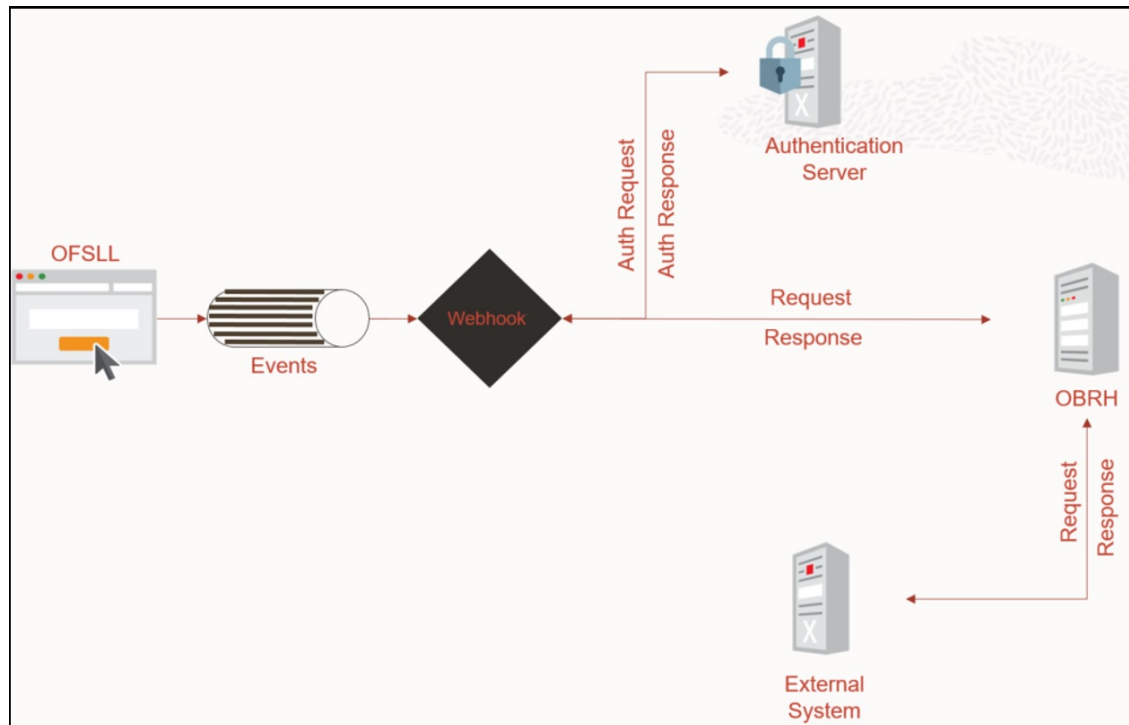 Authentication
Server
Auth Request
Auth Response
OFSLL
Events
Webhook
Request
Response
OBRH
Request
Response
External
System